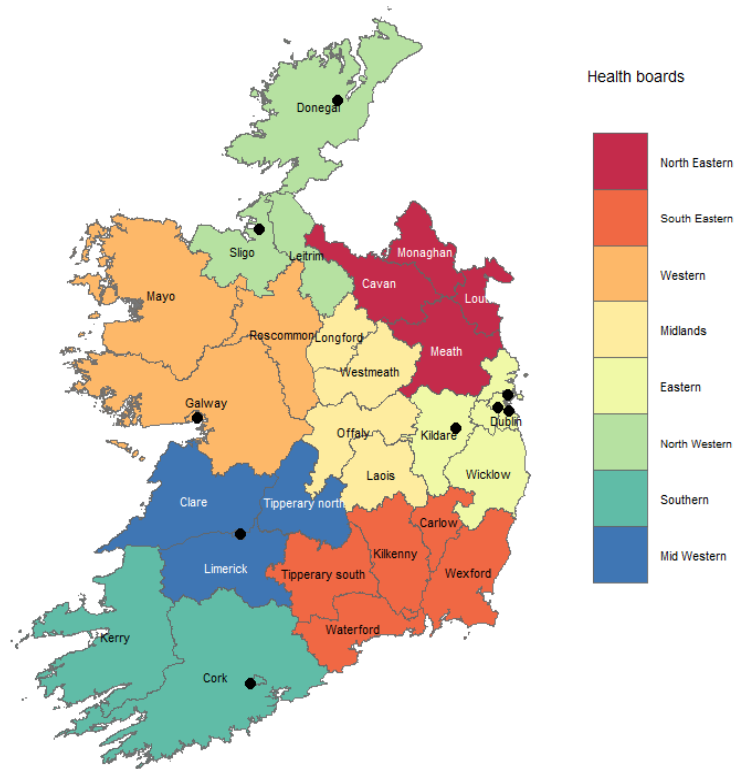 Health boards
North Eastern
South Eastern
Western
Midlands
Eastern
North Western
Southern
Mid Western
Donegal
Sligo
Leitrim
Monaghan
Cavan
Lout
Mayo
Roscommon
Longford
Meath
Westmeath
Galway
Dublin
Offaly
Kildare
Laois
Wicklow
Clare
Tipperary north
Carlow
Kilkenny
Limerick
Tipperary south
Wexford
Waterford
Kerry
Cork